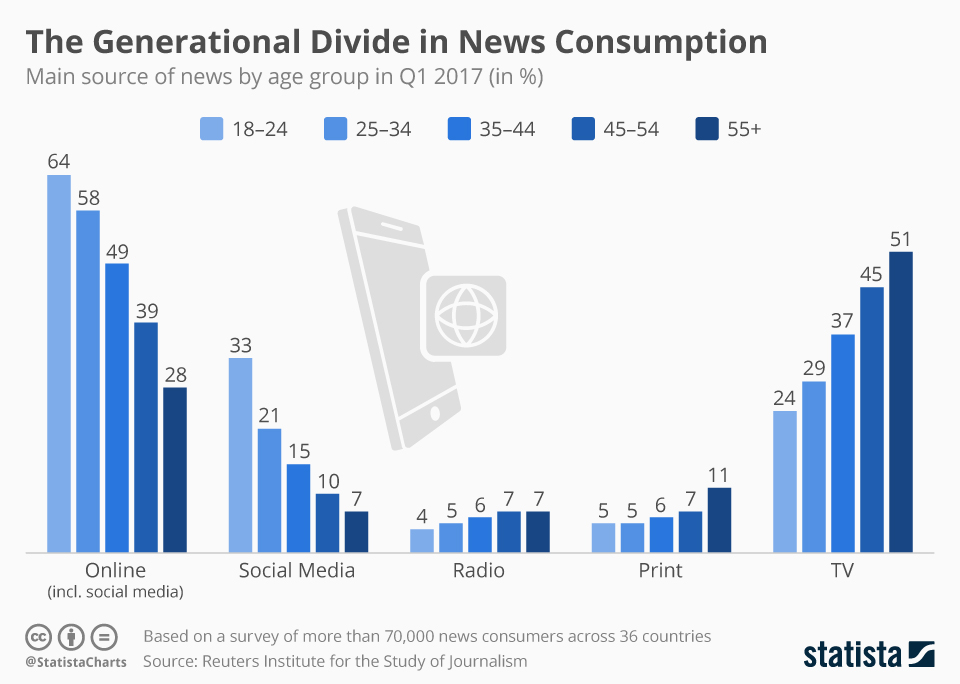 The Generational Divide in News Consumption
Main source of news by age group in Q1 2017 (in %)
18–24 25–34 35–44 45–54 55+
64 58 49 39 28
33 21 15 10 7
4 5 6 7 7
5 5 6 7 11
24 29 37 45 51
Online Social Media Radio Print TV
(incl. social media)
cc
@StatistaCharts
Based on a survey of more than 70,000 news consumers across 36 countries
Source: Reuters Institute for the Study of Journalism
statista